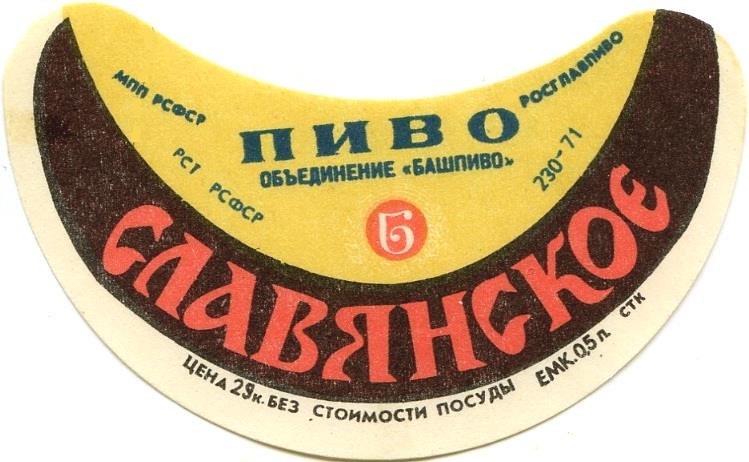 МПП РСФСР
РОСГЛАВПИВО
ПИВО
ОБЪЕДИНЕНИЕ «БАШПИВО»
РСТ РСФСР
230-71
Б
СЛАВЯНСКОЕ
ЦЕНА 29к. БЕЗ СТОИМОСТИ ПОСУДЫ ЕМК. 0,5 л. СТК